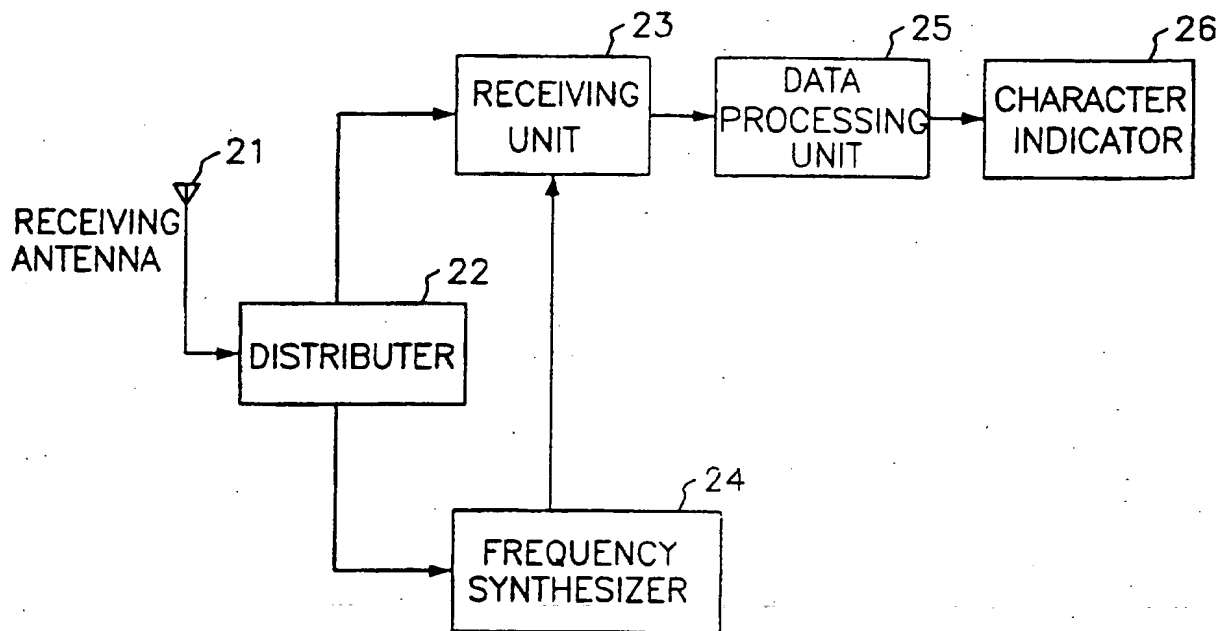 23
RECEIVING
UNIT
25
DATA
PROCESSING
UNIT
26
CHARACTER
INDICATOR
21
RECEIVING
ANTENNA
22
DISTRIBUTER
24
FREQUENCY
SYNTHESIZER